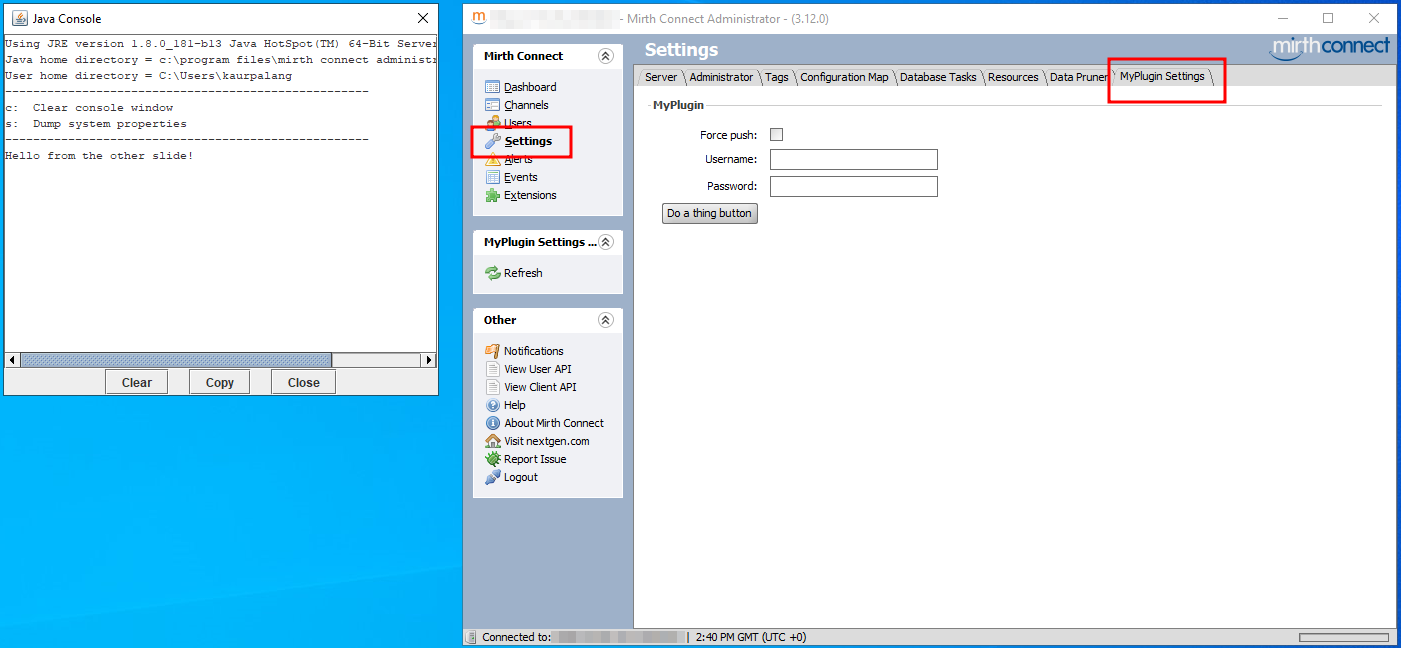 Java Console
Using JRE version 1.8.0_181-b13 Java HotSpot(TM) 64-Bit Server
Java home directory = c:\program files\mirth connect administr
User home directory = C:\Users\kaurpalang
----------------------------------------------------
c:  Clear console window
s:  Dump system properties
----------------------------------------------------
Hello from the other slide!
Clear
Copy
Close
- Mirth Connect Administrator - (3.12.0)
Mirth Connect
Dashboard
Channels
Users
Settings
Alerts
Events
Extensions
MyPlugin Settings ...
Refresh
Other
Notifications
View User API
View Client API
Help
About Mirth Connect
Visit nextgen.com
Report Issue
Logout
Settings
mirthconnect
Server Administrator Tags Configuration Map Database Tasks Resources Data Pruner MyPlugin Settings
MyPlugin
Force push:
Username:
Password:
Do a thing button
Connected to: | 2:40 PM GMT (UTC +0)